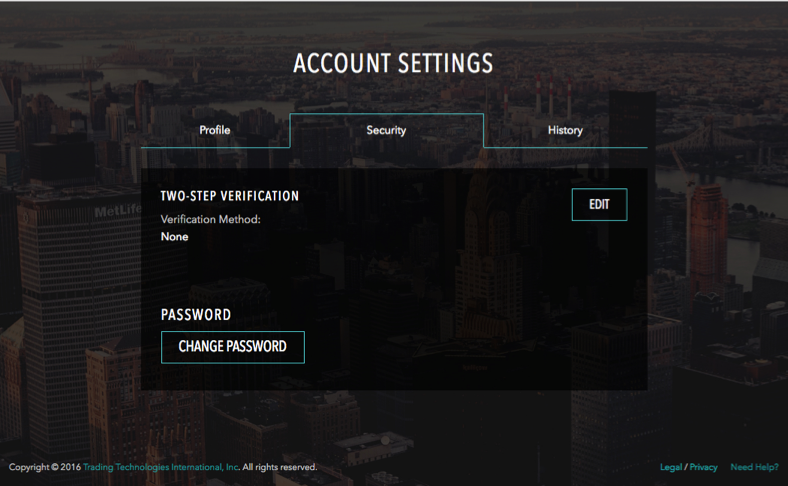 ACCOUNT SETTINGS
Profile Security History
TWO-STEP VERIFICATION EDIT
Verification Method:
None
MetLife
PASSWORD
CHANGE PASSWORD
Copyright © 2016 Trading Technologies International, Inc. All rights reserved. Legal / Privacy Need Help?